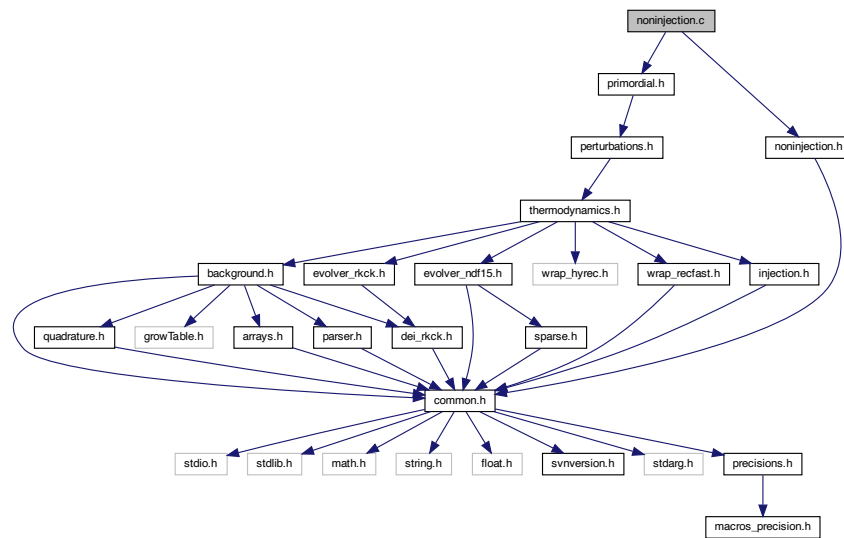 noninjection.c
primordial.h
perturbations.h
noninjection.h
thermodynamics.h
background.h
evolver_rkck.h
evolver_ndf15.h
wrap_hyrec.h
wrap_recfast.h
injection.h
quadrature.h
growTable.h
arrays.h
parser.h
dei_rkck.h
sparse.h
common.h
stdio.h
stdlib.h
math.h
string.h
float.h
svnversion.h
stdarg.h
precisions.h
macros_precision.h